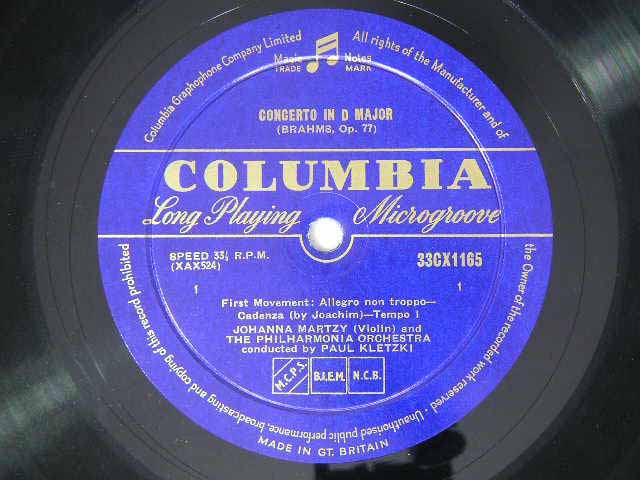 Columbia Graphophone Company Limited
All rights of the Manufacturer and of
the Owner of the recorded work reserved - Unauthorised public performance, broadcasting and copying of this record prohibited
Magic Notes
TRADE MARK
CONCERTO IN D MAJOR
(BRAHMS, Op. 77)
COLUMBIA
Long Playing Microgroove
SPEED 33⅓ R.P.M. 33CX1165
(XAX524)
1 1
First Movement: Allegro non troppo—
Cadenza (by Joachim)—Tempo I
JOHANNA MARTZY (Violin) and
THE PHILHARMONIA ORCHESTRA
conducted by PAUL KLETZKI
M.C.P.S. B.I.E.M. N.C.B.
MADE IN GT. BRITAIN